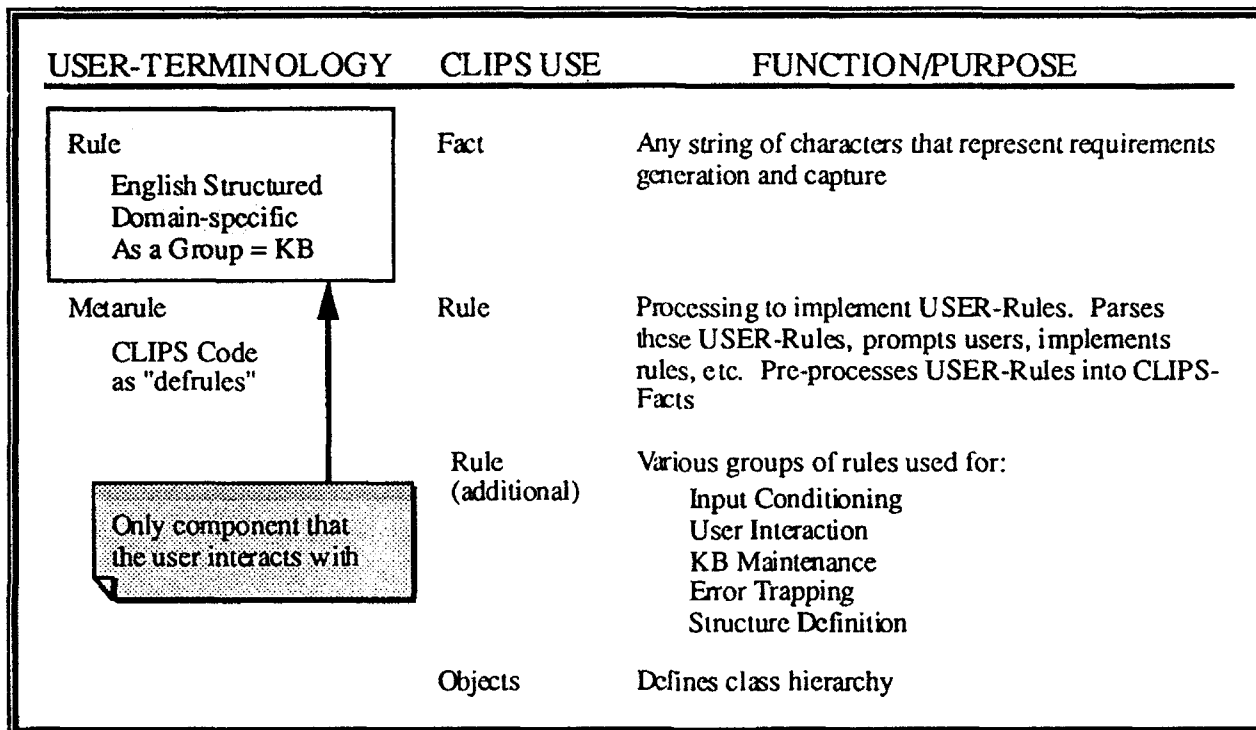 USER-TERMINOLOGY CLIPS USE FUNCTION/PURPOSE
Rule Fact Any string of characters that represent requirements
generation and capture
English Structured
Domain-specific
As a Group = KB
Metarule Rule Processing to implement USER-Rules. Parses
these USER-Rules, prompts users, implements
rules, etc. Pre-processes USER-Rules into CLIPS-
Facts
CLIPS Code
as "defrules"
Rule
(additional)
Various groups of rules used for:
Input Conditioning
User Interaction
KB Maintenance
Error Trapping
Structure Definition
Only component that
the user interacts with
Objects Defines class hierarchy